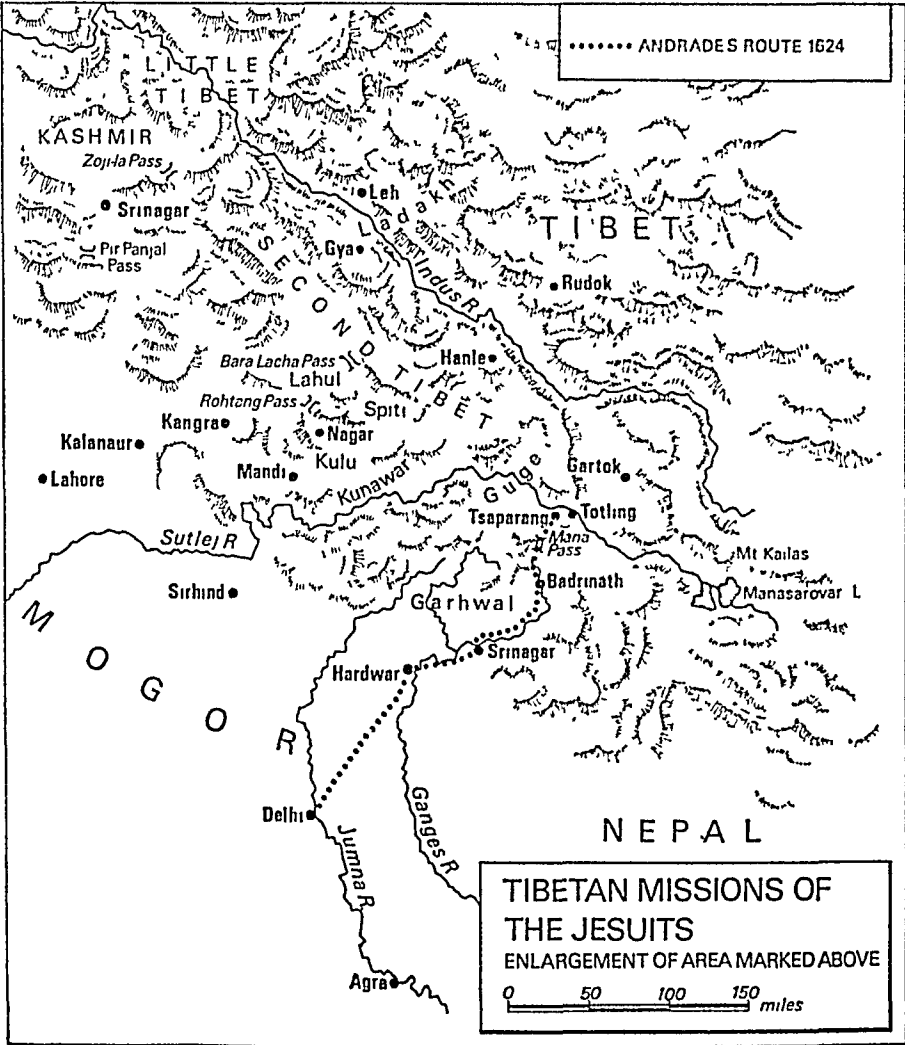 ANDRADES ROUTE 1624
LITTLE
TIBET
KASHMIR
Zoji-la Pass
Srinagar
Pir Panjal
Pass
Leh
Ladakh
Gya
Indus R
TIBET
Rudok
SECOND TIBET
Hanle
Bara Lacha Pass
Lahul
Rohtang Pass
Spiti
Kangra
Nagar
Kalanaur
Kulu
Lahore
Mandi
Kunawar
Guge
Gartok
Tsaparang
Totling
Mana
Pass
Sutlej R
Mt Kailas
Sirhind
Badrinath
Manasarovar L
Garhwal
MOGOR
Srinagar
Hardwar
Delhi
Jumna R
Ganges R
NEPAL
Agra
TIBETAN MISSIONS OF
THE JESUITS
ENLARGEMENT OF AREA MARKED ABOVE
0 50 100 150
miles